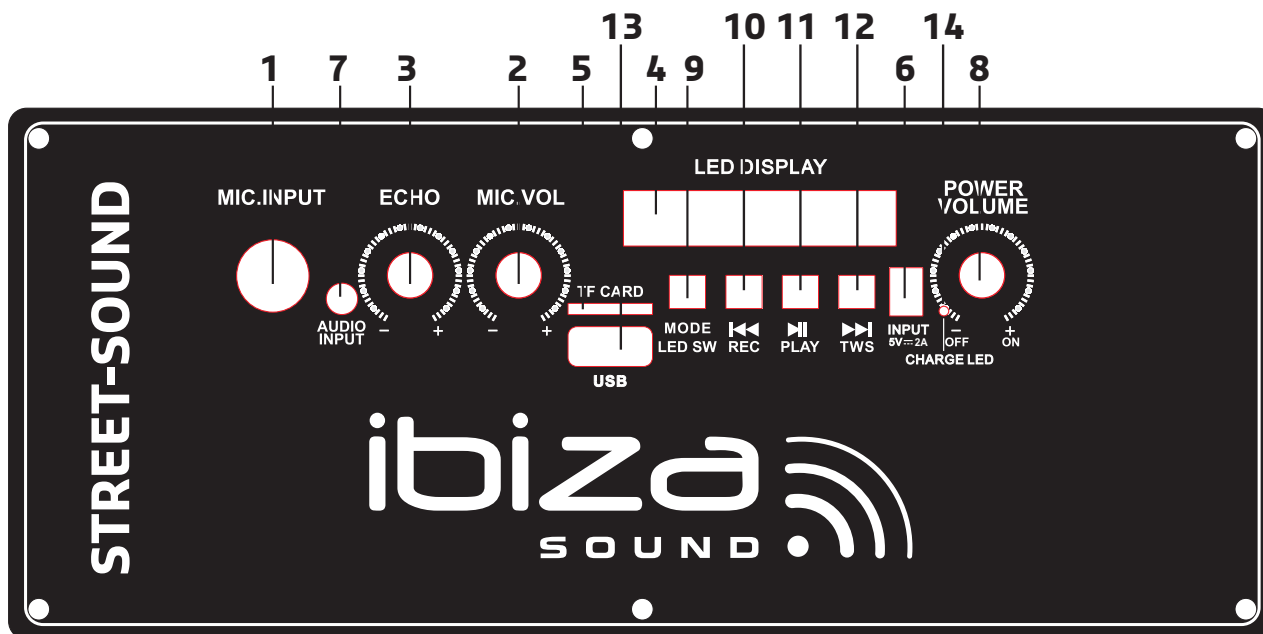 13 10 11 12 14
1 7 3 2 5 4 9 6 8
LED DISPLAY
MIC.INPUT ECHO MIC.VOL
POWER
VOLUME
TF CARD
AUDIO
INPUT
− +
− +
MODE
LED SW
REC
PLAY
TWS
INPUT
5V⎓2A
− +
OFF ON
CHARGE LED
USB
STREET-SOUND
ibiza
SOUND